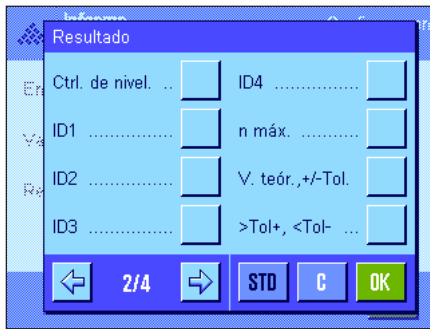 Resultado
Ctrl. de nivel. ..
ID4 ...............
ID1 ...............
n máx. ............
ID2 ...............
V. teór.,+/-Tol.
ID3 ...............
>Tol+, <Tol- ...
2/4
STD
C
OK